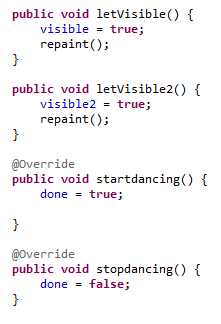 public void letVisible() {
visible = true;
repaint();
}
public void letVisible2() {
visible2 = true;
repaint();
}
@Override
public void startdancing() {
done = true;
}
@Override
public void stopdancing() {
done = false;
}